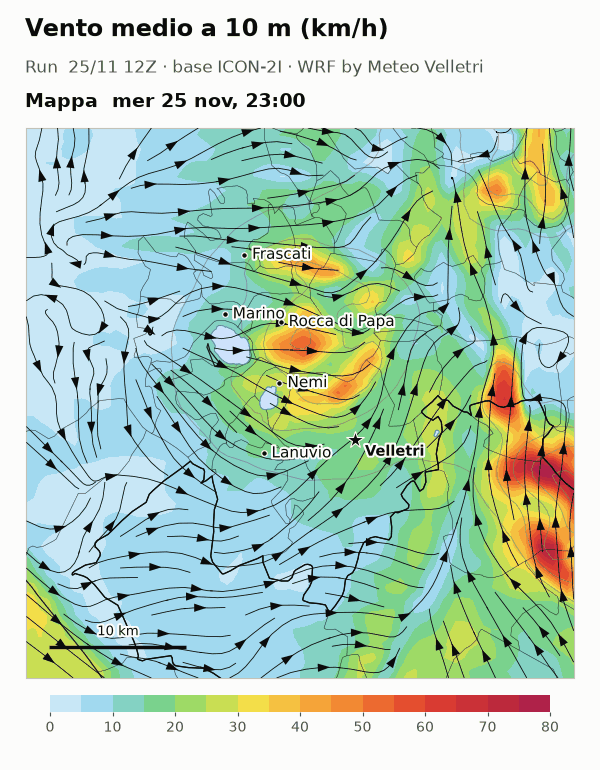 Vento medio a 10 m (km/h)
Run 25/11 12Z · base ICON-2I · WRF by Meteo Velletri
Mappa mer 25 nov, 23:00
Frascati
Marino
Rocca di Papa
Nemi
Velletri
Lanuvio
10 km
0 10 20 30 40 50 60 70 80